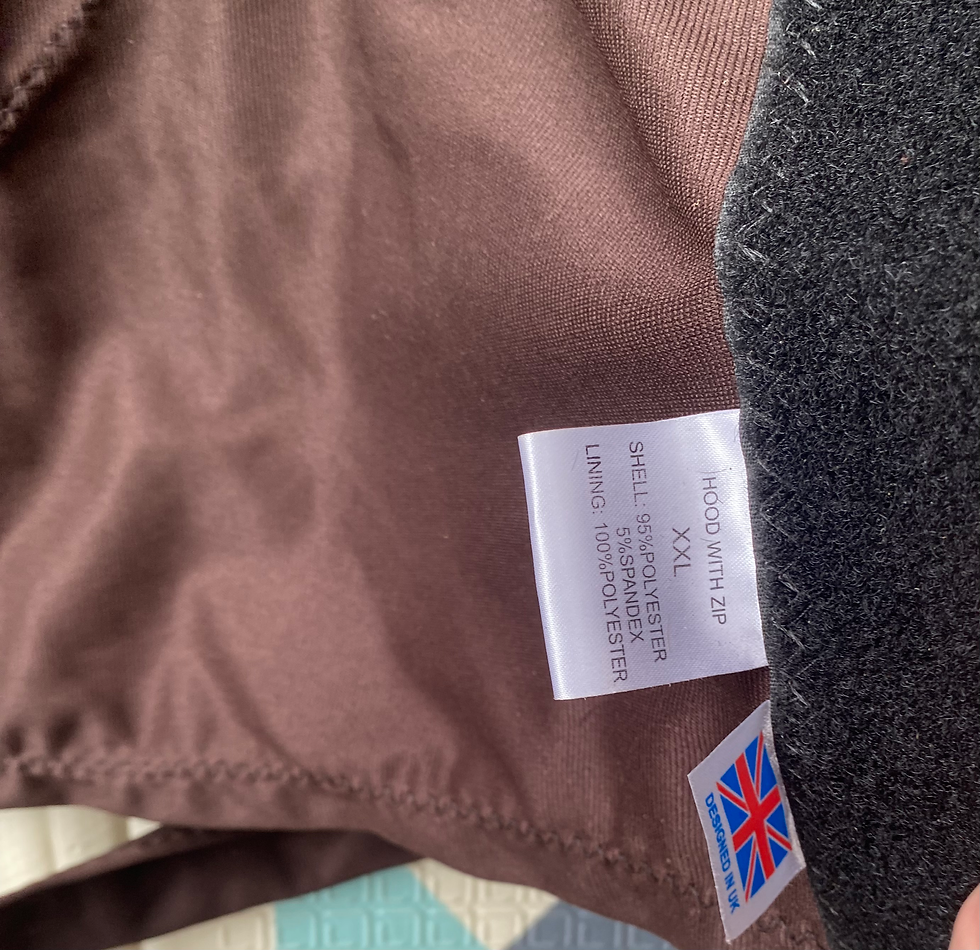 HOOD WITH ZIP
XXL
SHELL: 95%POLYESTER
5%SPANDEX
LINING: 100%POLYESTER
DESIGNED IN UK